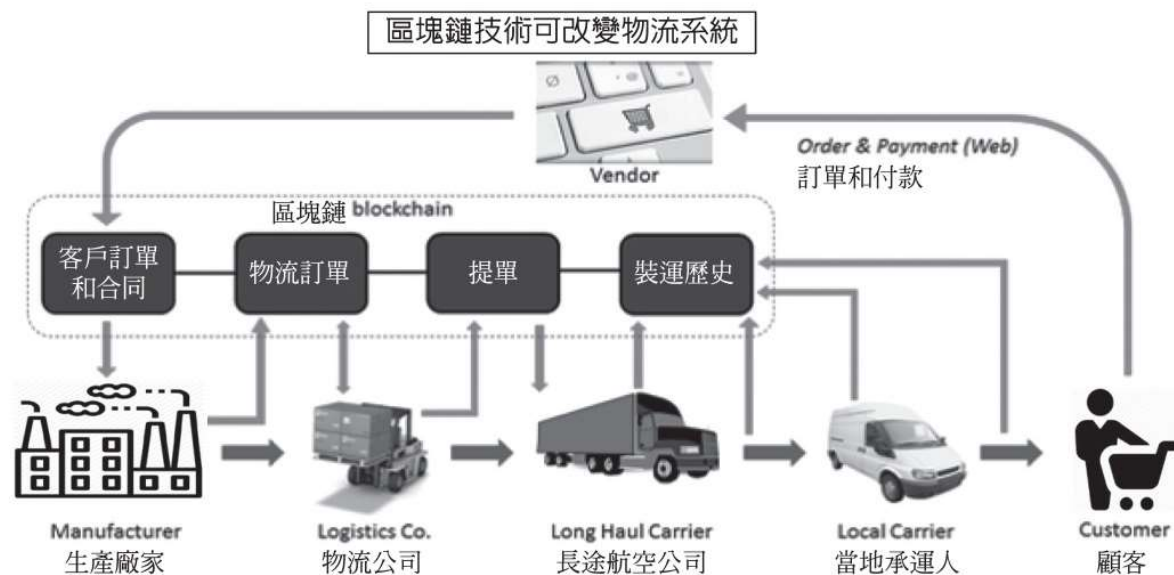 區塊鏈技術可改變物流系統
Vendor
Order & Payment (Web)
訂單和付款
區塊鏈 blockchain
客戶訂單
和合同
物流訂單
提單
裝運歷史
Manufacturer
生產廠家
Logistics Co.
物流公司
Long Haul Carrier
長途航空公司
Local Carrier
當地承運人
Customer
顧客